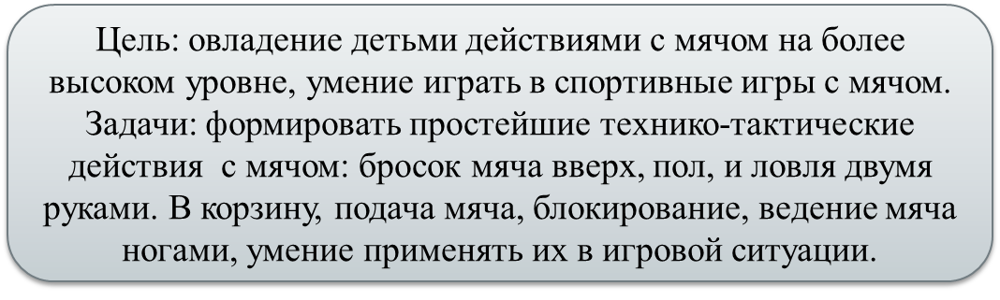 Цель: овладение детьми действиями с мячом на более
высоком уровне, умение играть в спортивные игры с мячом.
Задачи: формировать простейшие технико-тактические
действия  с мячом: бросок мяча вверх, пол, и ловля двумя
руками. В корзину, подача мяча, блокирование, ведение мяча
ногами, умение применять их в игровой ситуации.